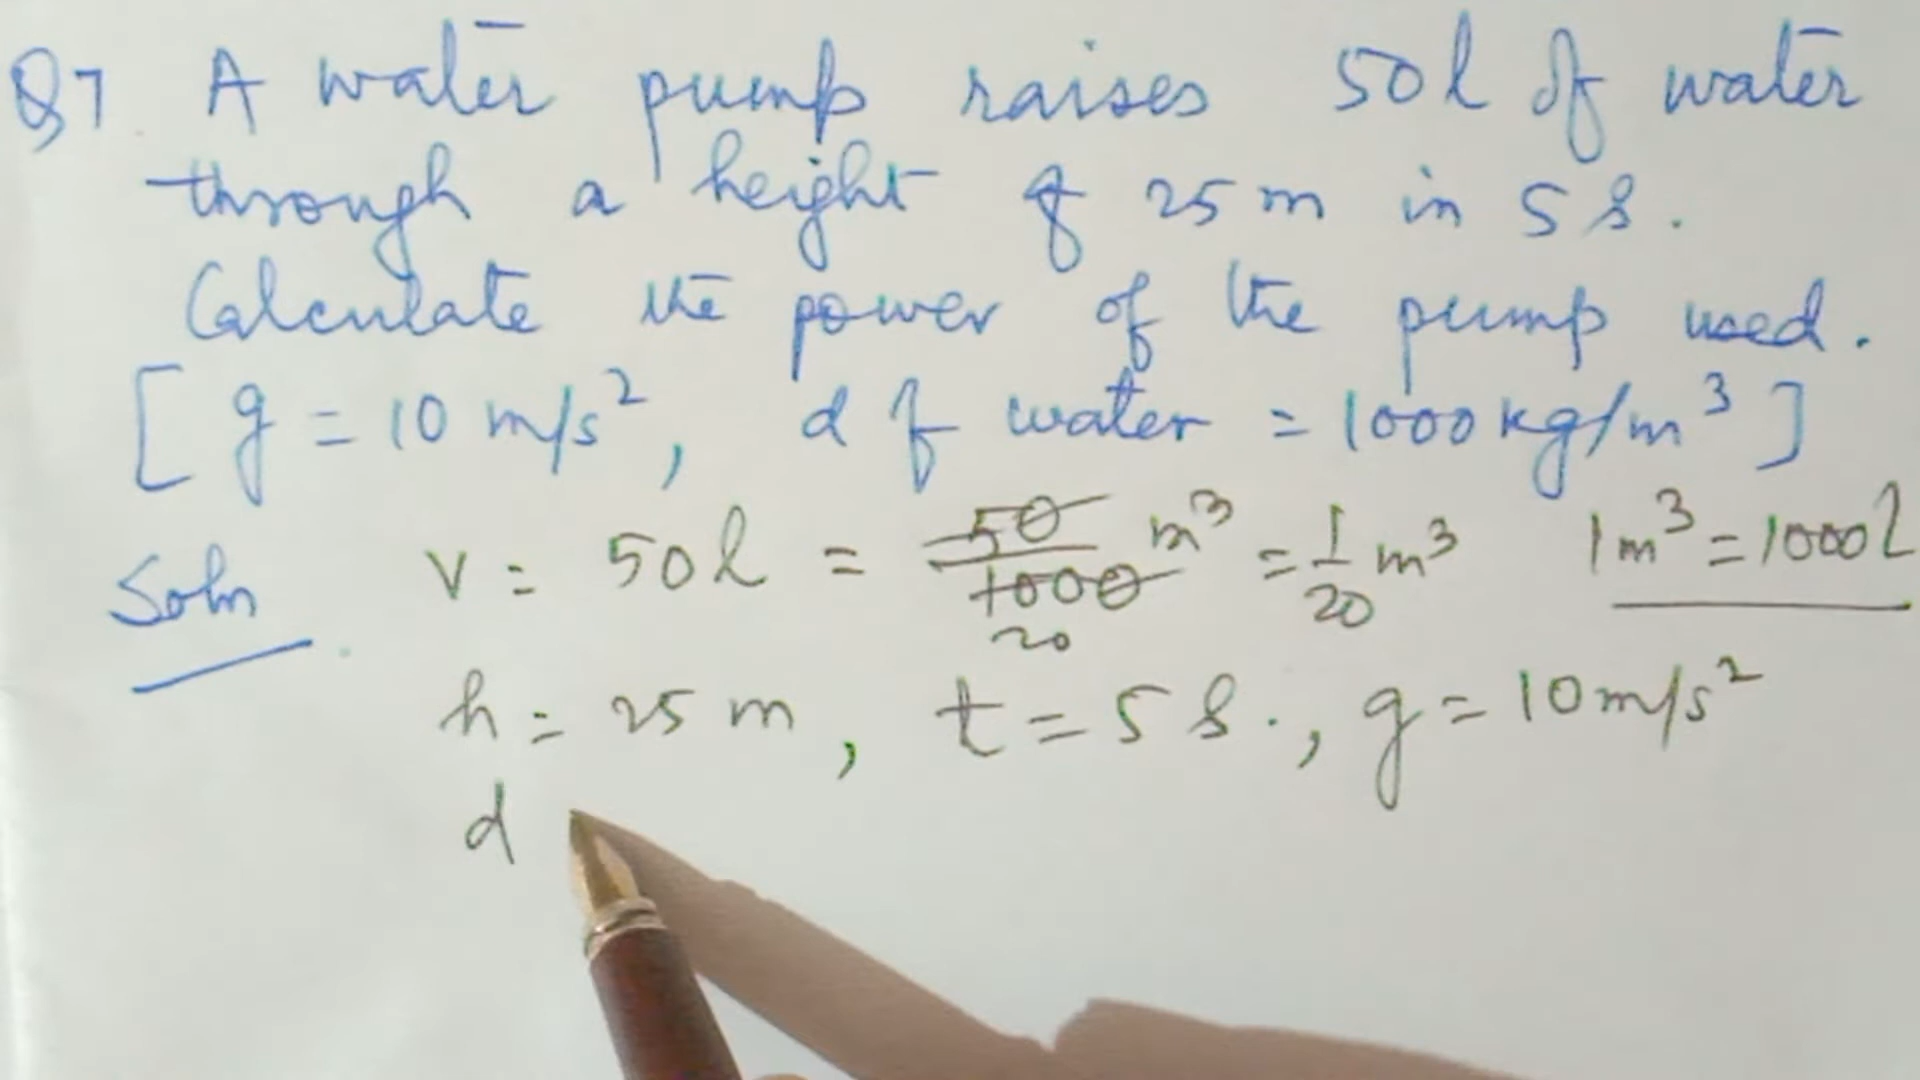 Q7. A water pump raises 50l of water
through a height of 25 m in 5 s.
Calculate the power of the pump used.
[ g = 10 m/s², d of water = 1000 kg/m³ ]
Soln. V = 50l = 50/1000 m³ = 1/20 m³ 1m³ = 1000l
20
h = 25 m, t = 5 s., g = 10 m/s²
d